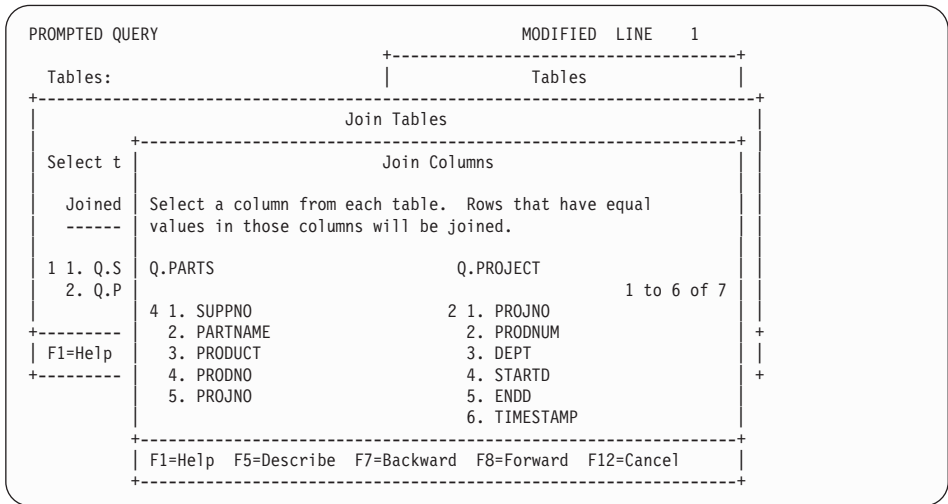 PROMPTED QUERY                                         MODIFIED  LINE    1
                                       +-------------------------------------+
  Tables:                              |               Tables                |
+------------------------------------------------------------------------------+
|                                 Join Tables                                  |
|          +-----------------------------------------------------------------+ |
| Select t |                          Join Columns                           | |
|          |                                                                 | |
|   Joined | Select a column from each table.  Rows that have equal          | |
|   ------ | values in those columns will be joined.                         | |
|          |                                                                 | |
| 1 1. Q.S | Q.PARTS                          Q.PROJECT                      | |
|   2. Q.P |                                                     1 to 6 of 7 | |
|          | 4 1. SUPPNO                     2 1. PROJNO                     | |
+--------- |   2. PARTNAME                     2. PRODNUM                    | +
| F1=Help  |   3. PRODUCT                      3. DEPT                       | |
+--------- |   4. PRODNO                       4. STARTD                     | +
           |   5. PROJNO                       5. ENDD                       |
           |                                   6. TIMESTAMP                  |
           +-----------------------------------------------------------------+
           | F1=Help  F5=Describe  F7=Backward  F8=Forward  F12=Cancel       |
           +-----------------------------------------------------------------+